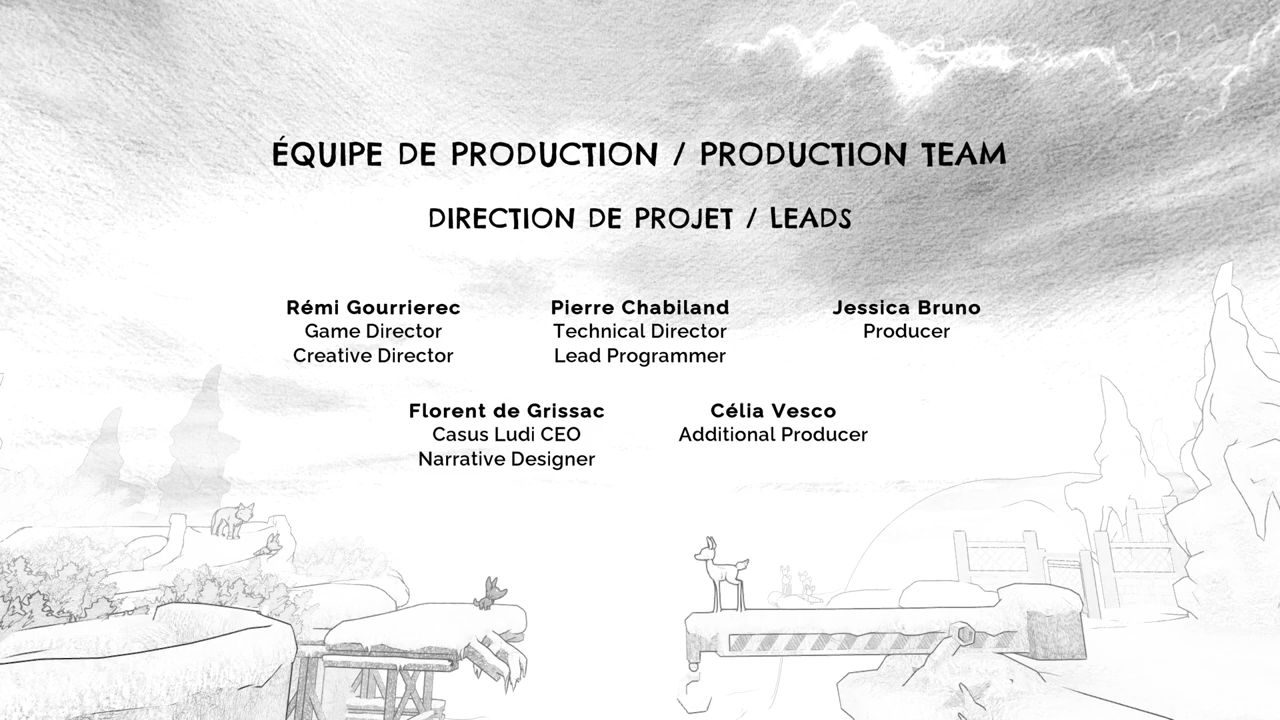 ÉQUIPE DE PRODUCTION / PRODUCTION TEAM
DIRECTION DE PROJET / LEADS
Rémi Gourrierec
Game Director
Creative Director
Pierre Chabiland
Technical Director
Lead Programmer
Jessica Bruno
Producer
Florent de Grissac
Casus Ludi CEO
Narrative Designer
Célia Vesco
Additional Producer